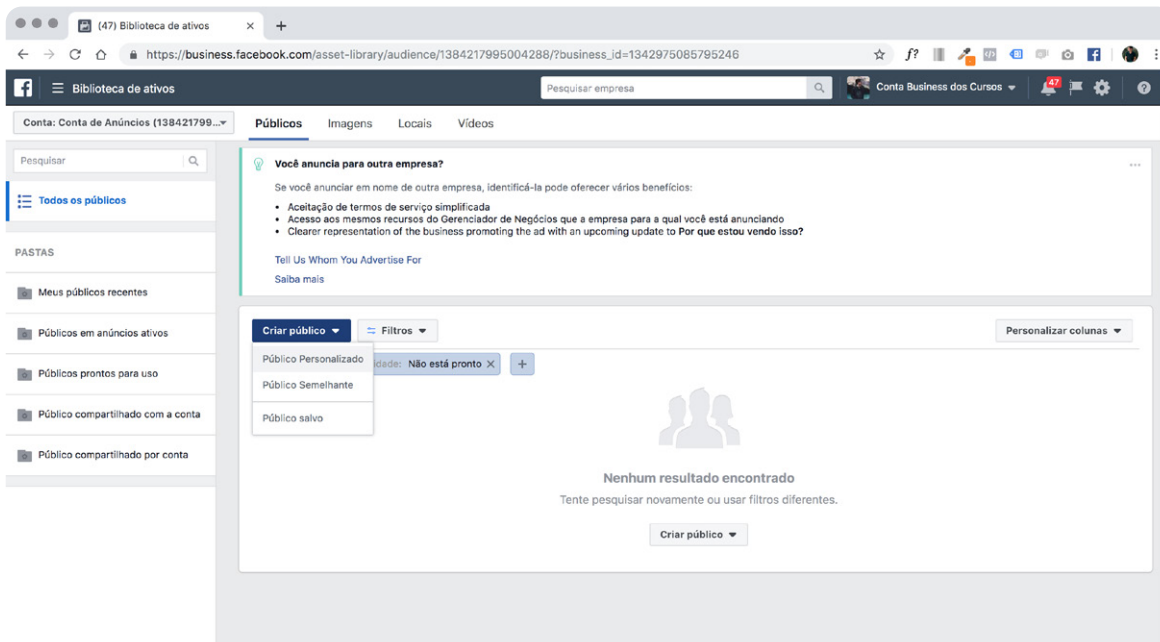 (47) Biblioteca de ativos
https://business.facebook.com/asset-library/audience/1384217995004288/?business_id=1342975085795246
f?
Biblioteca de ativos
Pesquisar empresa
Conta Business dos Cursos
47
Conta: Conta de Anúncios (138421799...
Públicos Imagens Locais Vídeos
Pesquisar
Todos os públicos
PASTAS
Meus públicos recentes
Públicos em anúncios ativos
Públicos prontos para uso
Público compartilhado com a conta
Público compartilhado por conta
Você anuncia para outra empresa?
Se você anunciar em nome de outra empresa, identificá-la pode oferecer vários benefícios:
• Aceitação de termos de serviço simplificada
• Acesso aos mesmos recursos do Gerenciador de Negócios que a empresa para a qual você está anunciando
• Clearer representation of the business promoting the ad with an upcoming update to Por que estou vendo isso?
Tell Us Whom You Advertise For
Saiba mais
Criar público Filtros Personalizar colunas
Público Personalizado
idade: Não está pronto
Público Semelhante
Público salvo
Nenhum resultado encontrado
Tente pesquisar novamente ou usar filtros diferentes.
Criar público